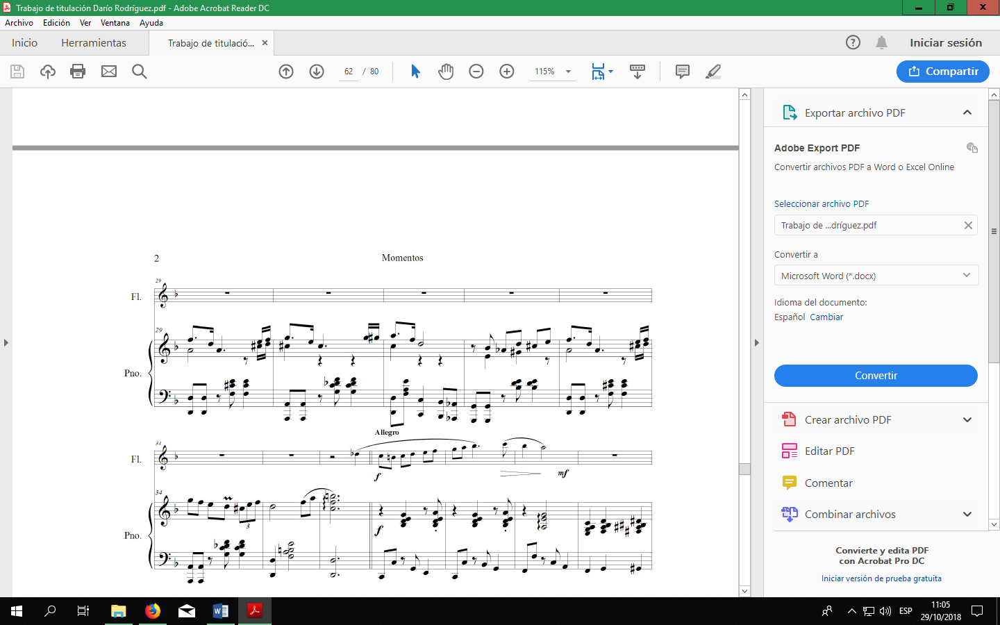 Trabajo de titulación Darío Rodríguez.pdf - Adobe Acrobat Reader DC
Archivo Edición Ver Ventana Ayuda
Inicio Herramientas Trabajo de titulació... Iniciar sesión
62 / 80 115% Compartir
Exportar archivo PDF
Adobe Export PDF
Convertir archivos PDF a Word o Excel Online
Seleccionar archivo PDF
Trabajo de ...dríguez.pdf
Convertir a
Microsoft Word (*.docx)
Idioma del documento:
Español Cambiar
Convertir
Crear archivo PDF
Editar PDF
Comentar
Combinar archivos
Convierte y edita PDF
con Acrobat Pro DC
Iniciar versión de prueba gratuita
2 Momentos
29
Fl.
29
Pno.
Allegro
34
Fl.
f mf
34
3
f
Pno.
ESP 11:05
29/10/2018